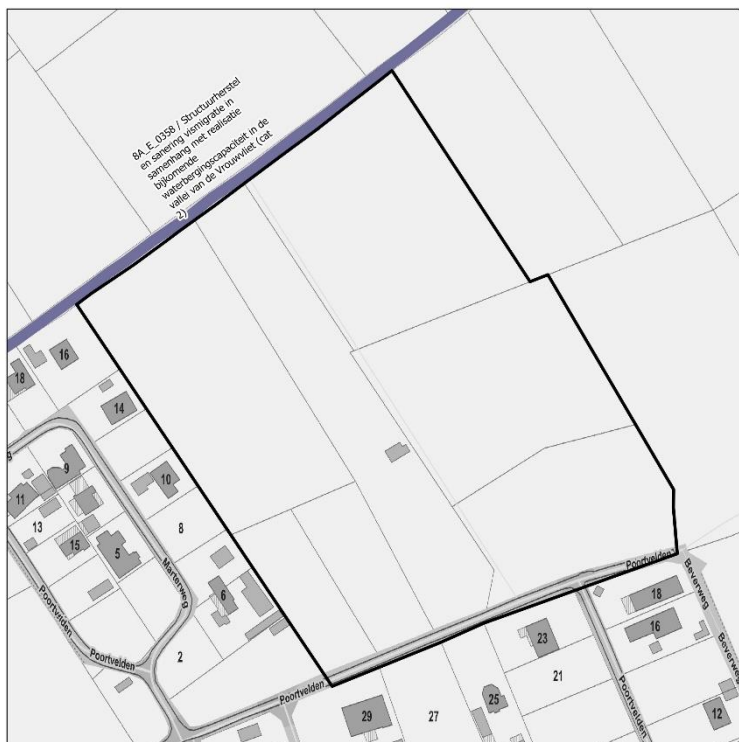 8A_E_0358 / Structuurherstel
en sanering vismigratie in
samenhang met realisatie
bijkomende
waterbergingscapaciteit in de
vallei van de Vrouwvliet (cat
2)
16
18
14
9
10
11
13
8
15
5
Marterweg
Poortvelden
6
Poortvelden
2
Poortvelden
Poortvelden
Beverweg
18
16
23
21
Poortvelden
Beverweg
25
29
27
12